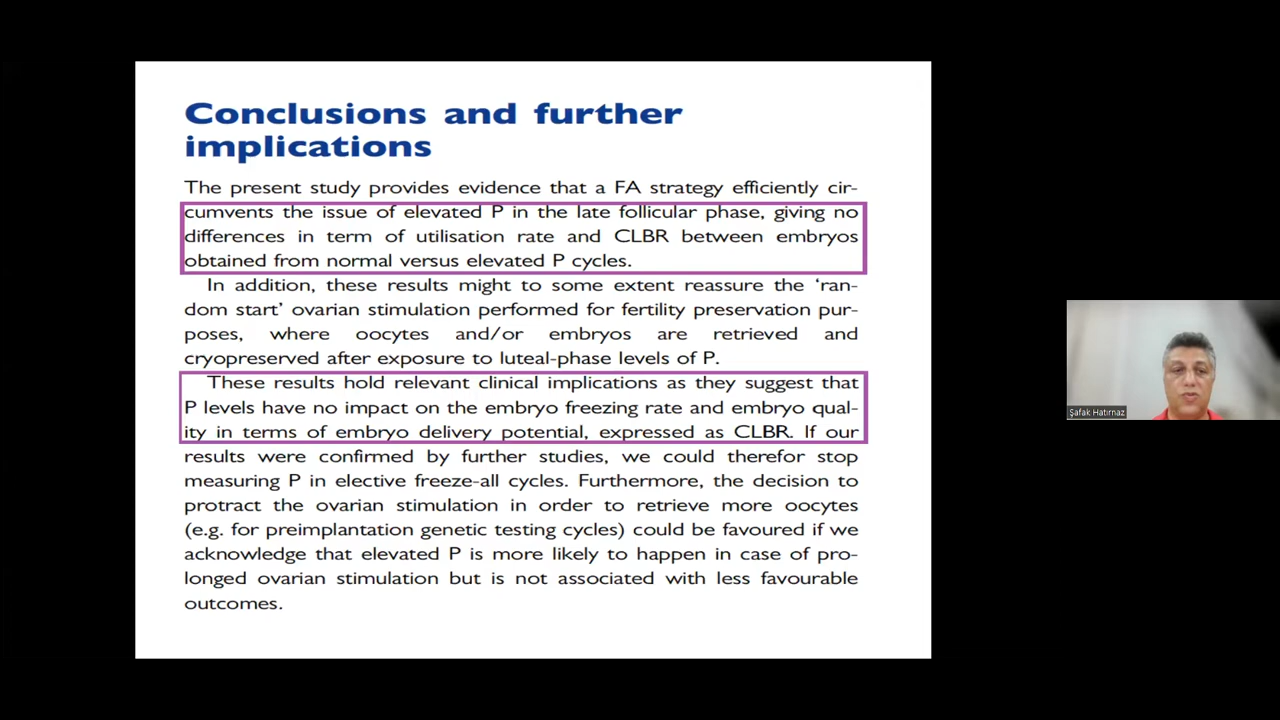 Conclusions and further
implications
The present study provides evidence that a FA strategy efficiently cir-
cumvents the issue of elevated P in the late follicular phase, giving no
differences in term of utilisation rate and CLBR between embryos
obtained from normal versus elevated P cycles.
In addition, these results might to some extent reassure the ‘ran-
dom start’ ovarian stimulation performed for fertility preservation pur-
poses, where oocytes and/or embryos are retrieved and
cryopreserved after exposure to luteal-phase levels of P.
These results hold relevant clinical implications as they suggest that
P levels have no impact on the embryo freezing rate and embryo qual-
ity in terms of embryo delivery potential, expressed as CLBR. If our
results were confirmed by further studies, we could therefor stop
measuring P in elective freeze-all cycles. Furthermore, the decision to
protract the ovarian stimulation in order to retrieve more oocytes
(e.g. for preimplantation genetic testing cycles) could be favoured if we
acknowledge that elevated P is more likely to happen in case of pro-
longed ovarian stimulation but is not associated with less favourable
outcomes.
Şafak Hatırnaz